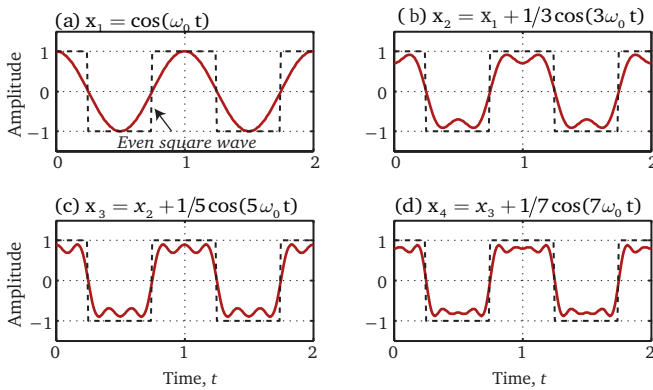 (a) x₁ = cos(ω₀ t)
(b) x₂ = x₁ + 1/3 cos(3ω₀ t)
Amplitude
1
0
−1
Even square wave
0
1
2
1
0
−1
0
1
2
(c) x₃ = x₂ + 1/5 cos(5ω₀ t)
(d) x₄ = x₃ + 1/7 cos(7ω₀ t)
Amplitude
1
0
−1
0
1
2
Time, t
1
0
−1
0
1
2
Time, t